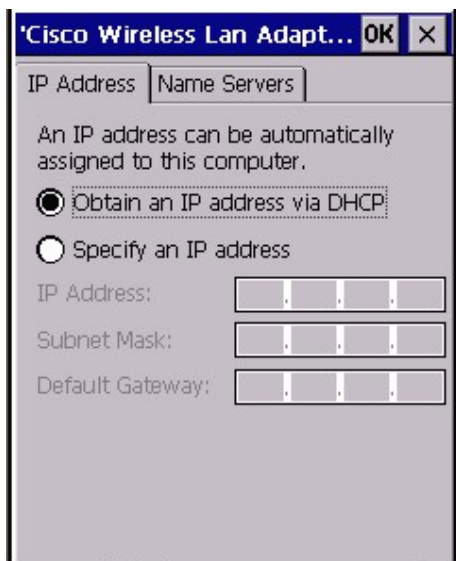 'Cisco Wireless Lan Adapt... OK ×
IP Address Name Servers
An IP address can be automatically
assigned to this computer.
Obtain an IP address via DHCP
Specify an IP address
IP Address: . . .
Subnet Mask: . . .
Default Gateway: . . .